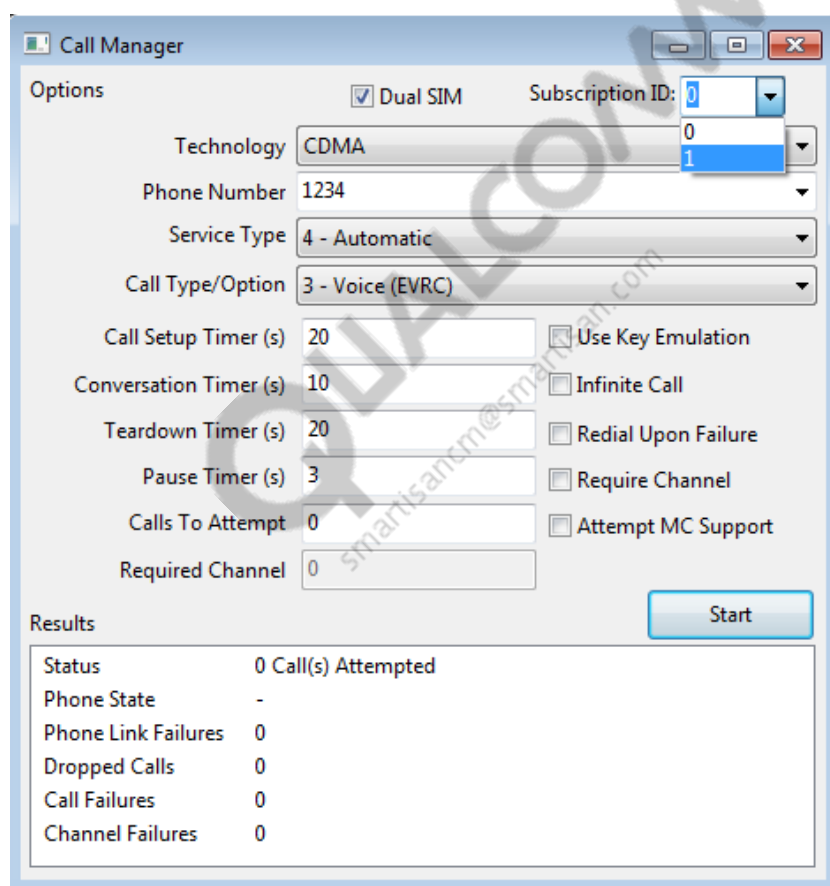 Call Manager
Options
Dual SIM
Subscription ID: 0
0
1
Technology CDMA
Phone Number 1234
Service Type 4 - Automatic
Call Type/Option 3 - Voice (EVRC)
Call Setup Timer (s) 20 Use Key Emulation
Conversation Timer (s) 10 Infinite Call
Teardown Timer (s) 20 Redial Upon Failure
Pause Timer (s) 3 Require Channel
Calls To Attempt 0 Attempt MC Support
Required Channel 0
Start
Results
Status 0 Call(s) Attempted
Phone State -
Phone Link Failures 0
Dropped Calls 0
Call Failures 0
Channel Failures 0
QUALCOMM
smartisancm@smartisan.com